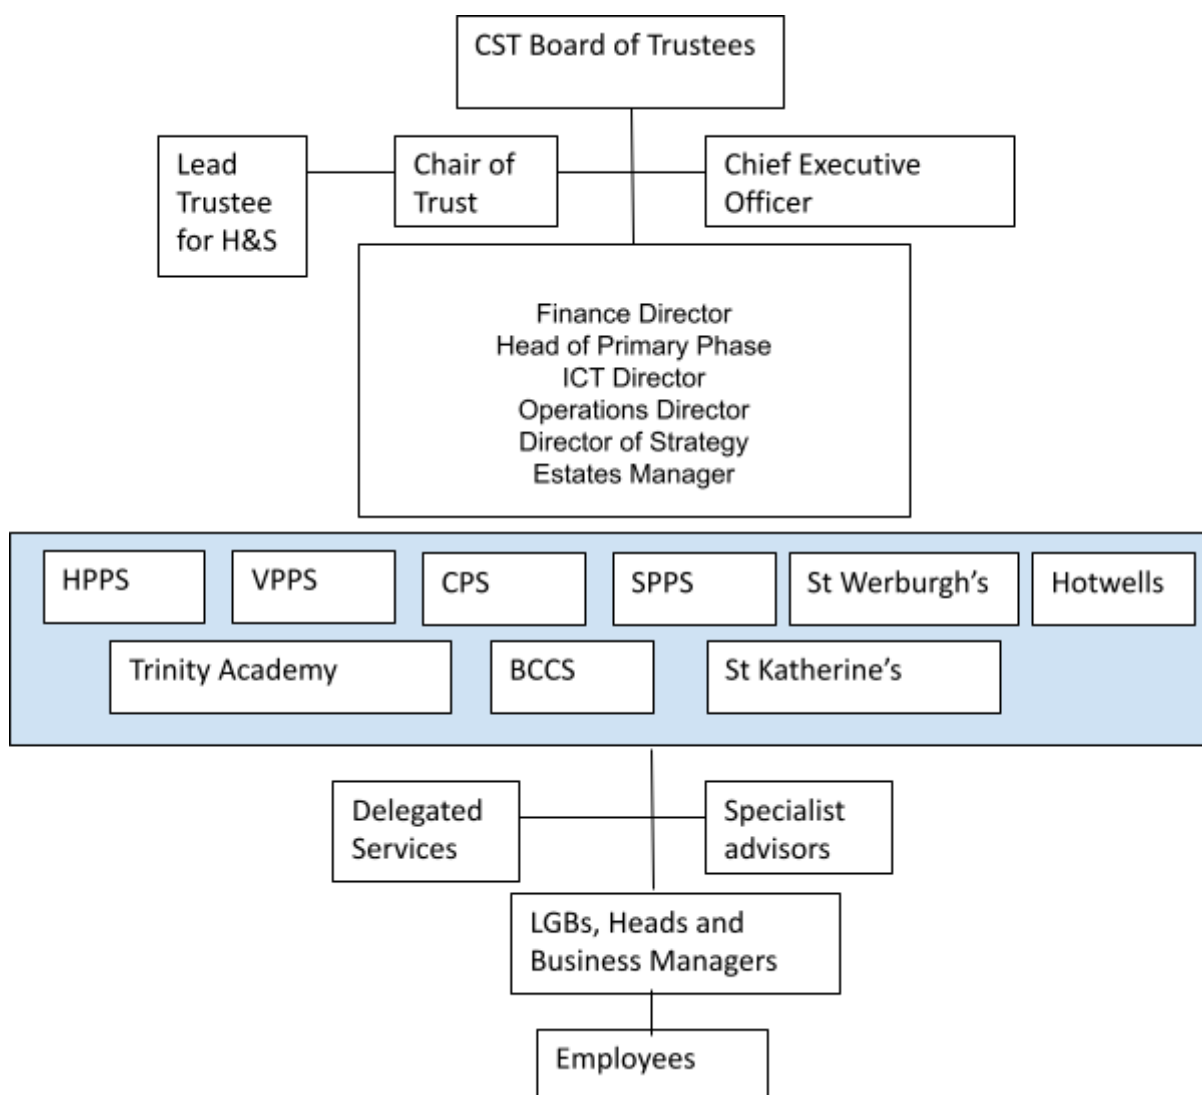 CST Board of Trustees
Lead
Trustee
for H&S
Chair of
Trust
Chief Executive
Officer
Finance Director
Head of Primary Phase
ICT Director
Operations Director
Director of Strategy
Estates Manager
HPPS
VPPS
CPS
SPPS
St Werburgh’s
Hotwells
Trinity Academy
BCCS
St Katherine’s
Delegated
Services
Specialist
advisors
LGBs, Heads and
Business Managers
Employees